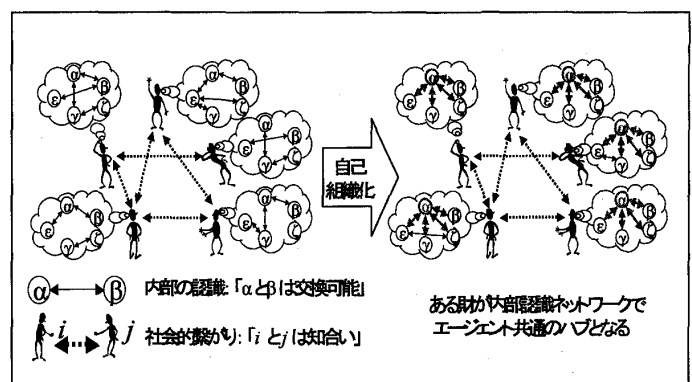 α
β
ε
γ
ζ
α
β
ε
γ
ζ
α
β
ε
γ
ζ
α
β
ε
γ
ζ
α
β
ε
γ
ζ
自己
組織化
α
β
ε
γ
ζ
α
β
ε
γ
ζ
α
β
ε
γ
ζ
α
β
ε
γ
ζ
α
β
ε
γ
ζ
α β 内部の認識:「αとβは交換可能」
i j 社会的繋がり:「i と j は知合い」
ある財が内部認識ネットワークで
エージェント共通のハブとなる